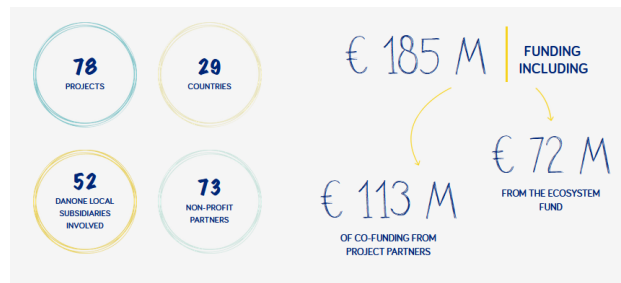 78
PROJECTS
29
COUNTRIES
52
DANONE LOCAL
SUBSIDIARIES
INVOLVED
73
NON-PROFIT
PARTNERS
€ 185 M
FUNDING
INCLUDING
€ 113 M
OF CO-FUNDING FROM
PROJECT PARTNERS
€ 72 M
FROM THE ECOSYSTEM
FUND